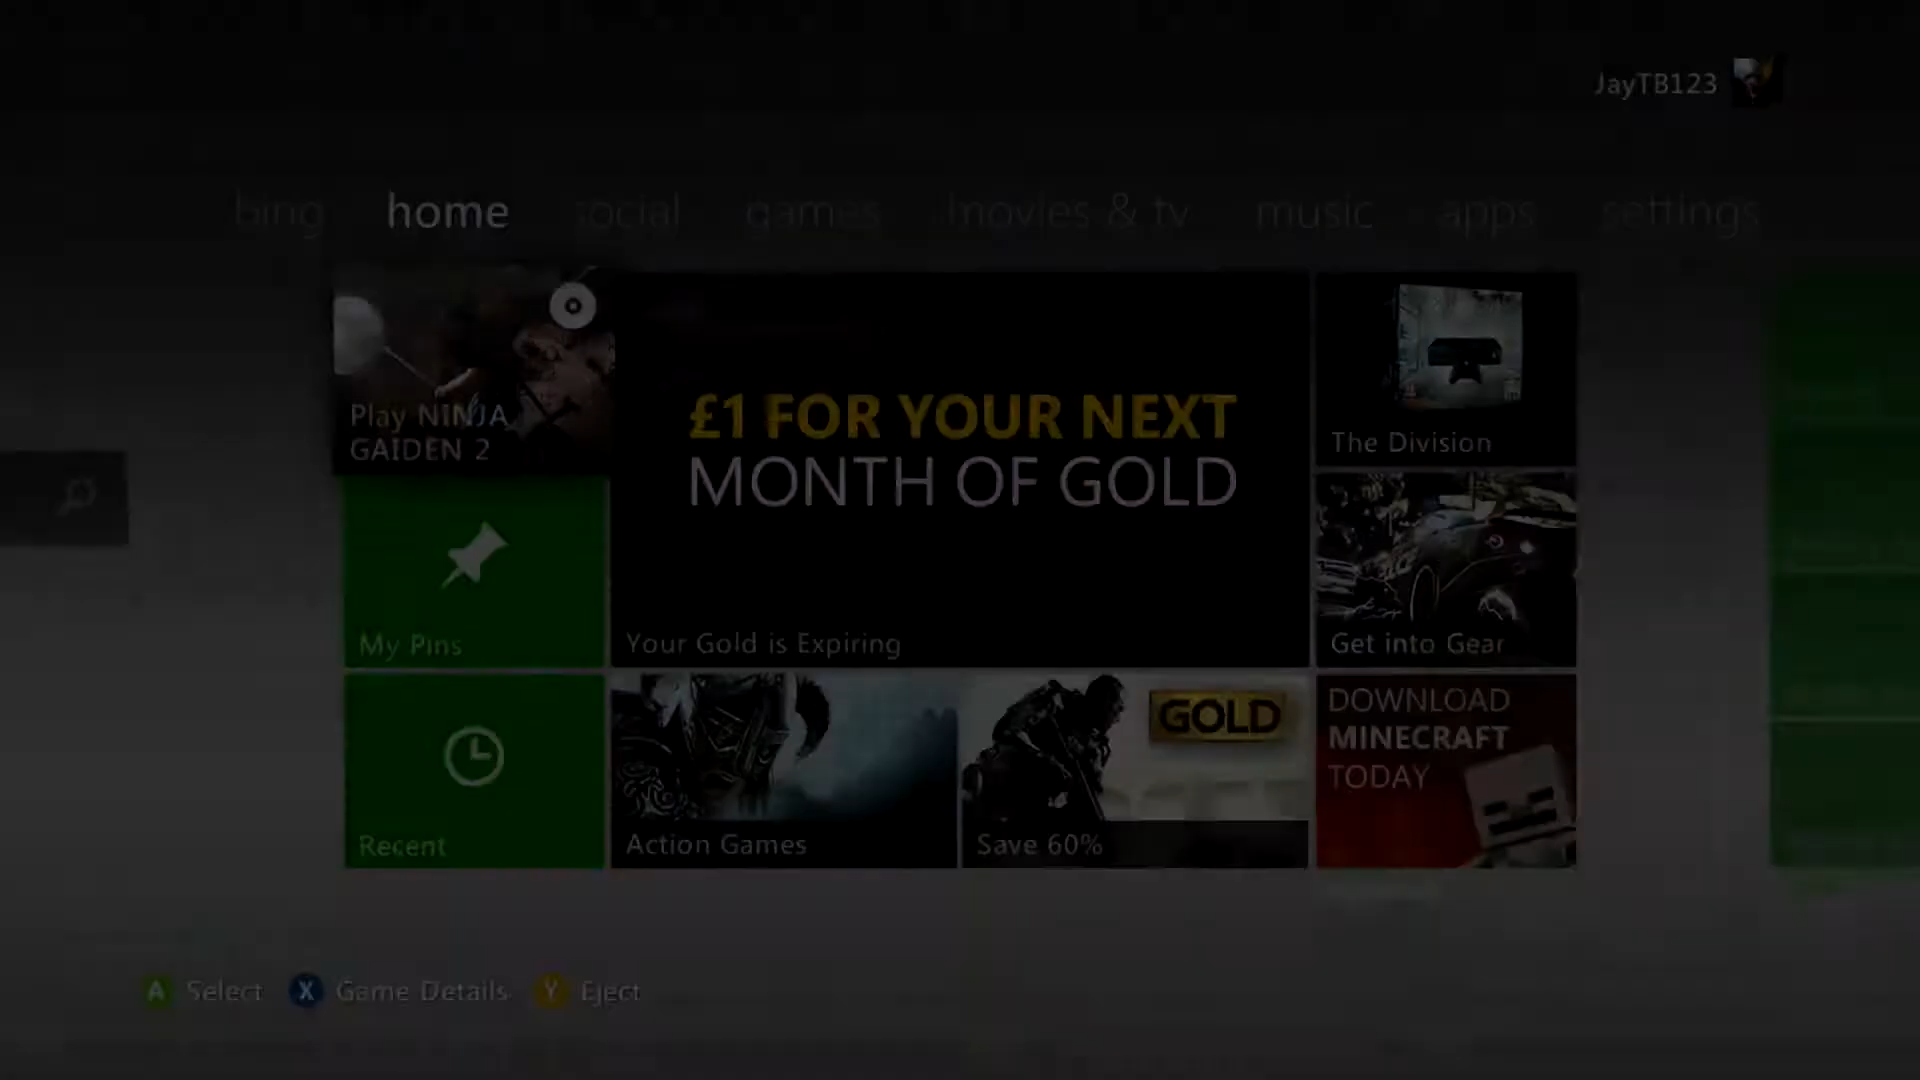 JayTB123
bing home social games movies & tv music apps settings
Play NINJA
GAIDEN 2
£1 FOR YOUR NEXT
MONTH OF GOLD
The Division
My Pins
Your Gold is Expiring
Get into Gear
GOLD
DOWNLOAD
MINECRAFT
TODAY
Recent
Action Games
Save 60%
A Select X Game Details Y Eject